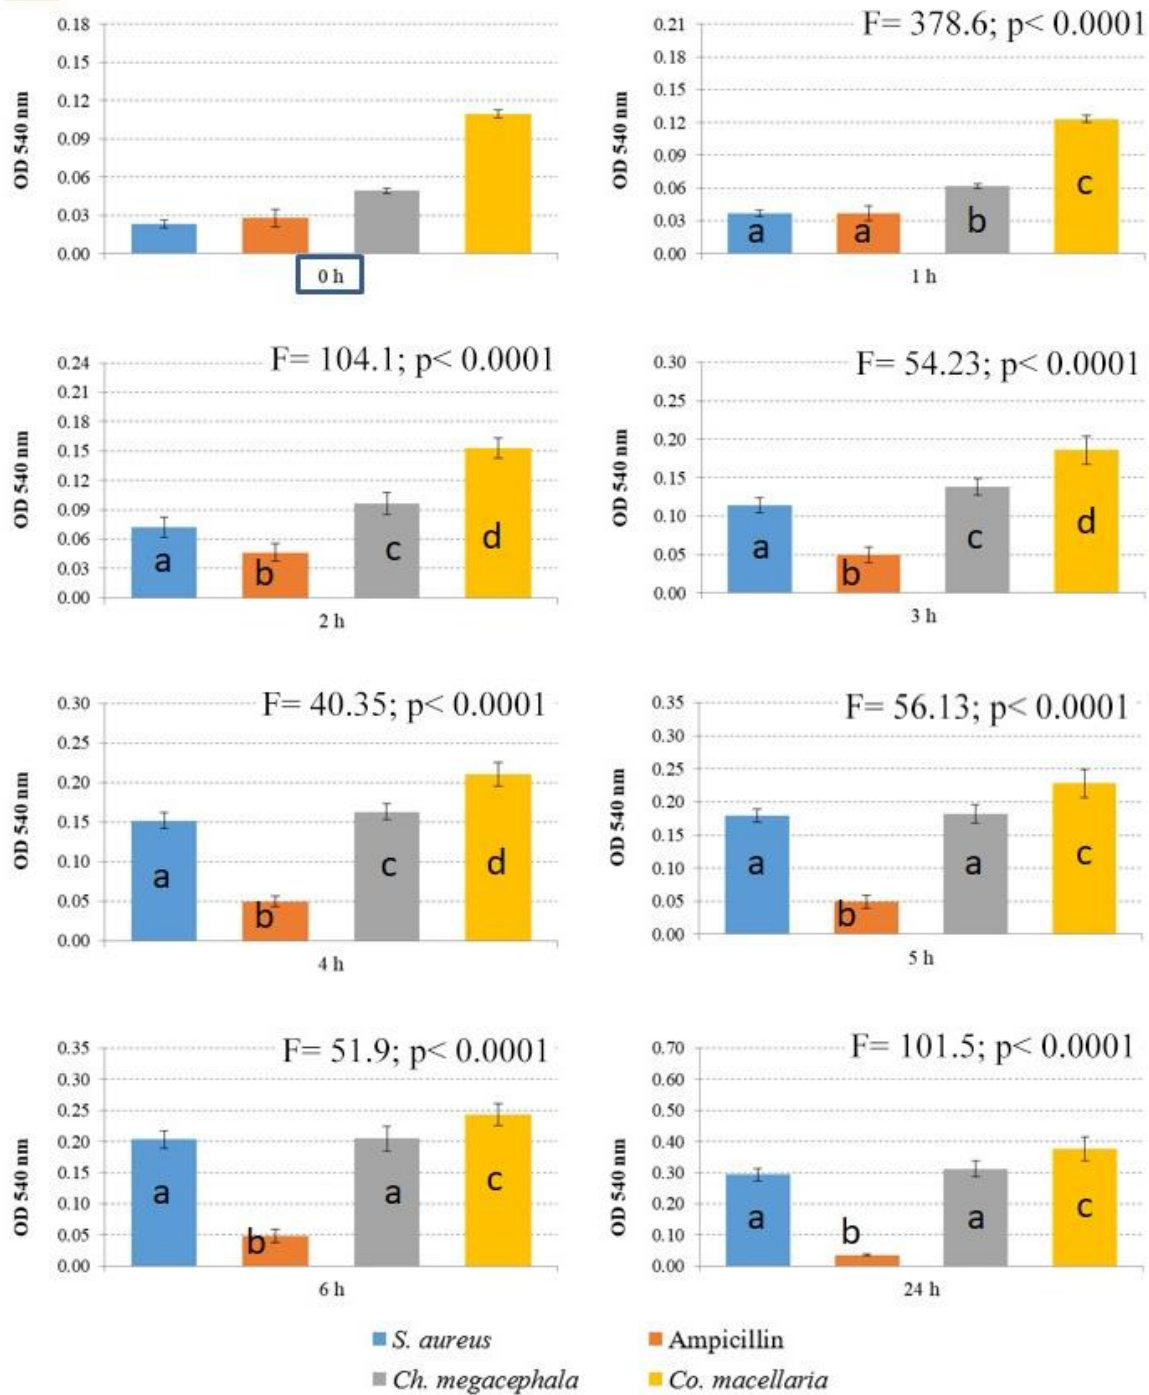 0.18
0.15
0.12
0.09
0.06
0.03
0.00
OD 540 nm
0 h
F= 378.6; p< 0.0001
0.21
0.18
0.15
0.12
0.09
0.06
0.03
0.00
OD 540 nm
a a b c
1 h
F= 104.1; p< 0.0001
0.24
0.21
0.18
0.15
0.12
0.09
0.06
0.03
0.00
OD 540 nm
a b c d
2 h
F= 54.23; p< 0.0001
0.30
0.25
0.20
0.15
0.10
0.05
0.00
OD 540 nm
a b c d
3 h
F= 40.35; p< 0.0001
0.30
0.25
0.20
0.15
0.10
0.05
0.00
OD 540 nm
a b c d
4 h
F= 56.13; p< 0.0001
0.35
0.30
0.25
0.20
0.15
0.10
0.05
0.00
OD 540 nm
a b a c
5 h
F= 51.9; p< 0.0001
0.35
0.30
0.25
0.20
0.15
0.10
0.05
0.00
OD 540 nm
a b a c
6 h
F= 101.5; p< 0.0001
0.70
0.60
0.50
0.40
0.30
0.20
0.10
0.00
OD 540 nm
a b a c
24 h
S. aureus Ampicillin
Ch. megacephala Co. macellaria